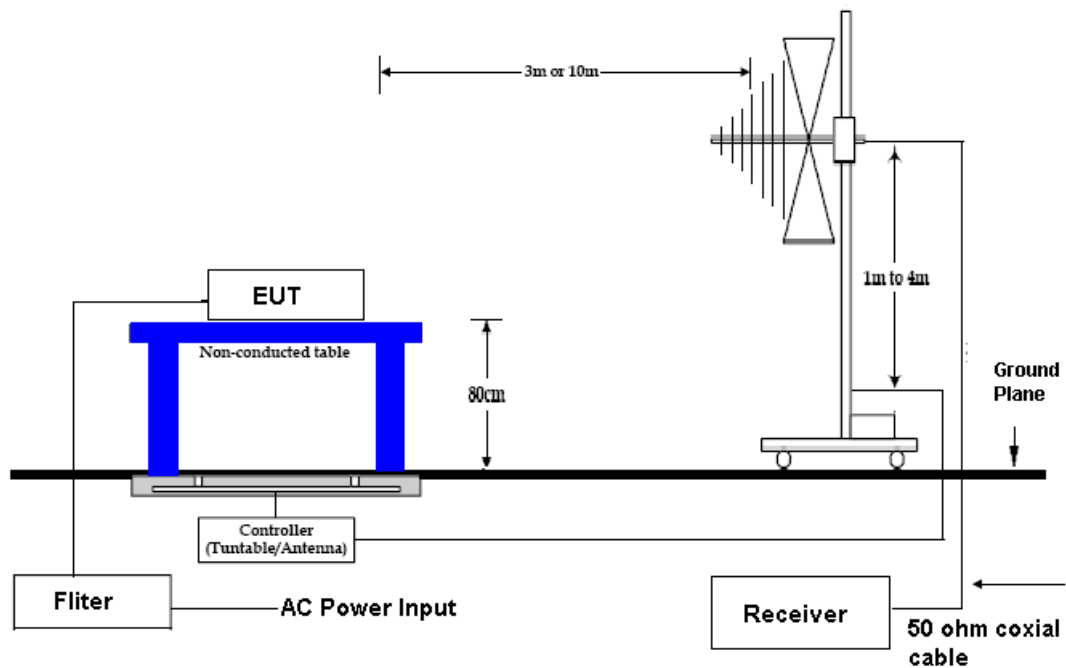 3m or 10m
EUT
Non-conducted table
80cm
1m to 4m
Ground
Plane
Controller
(Tuntable/Antenna)
Fliter
AC Power Input
Receiver
50 ohm coxial
cable